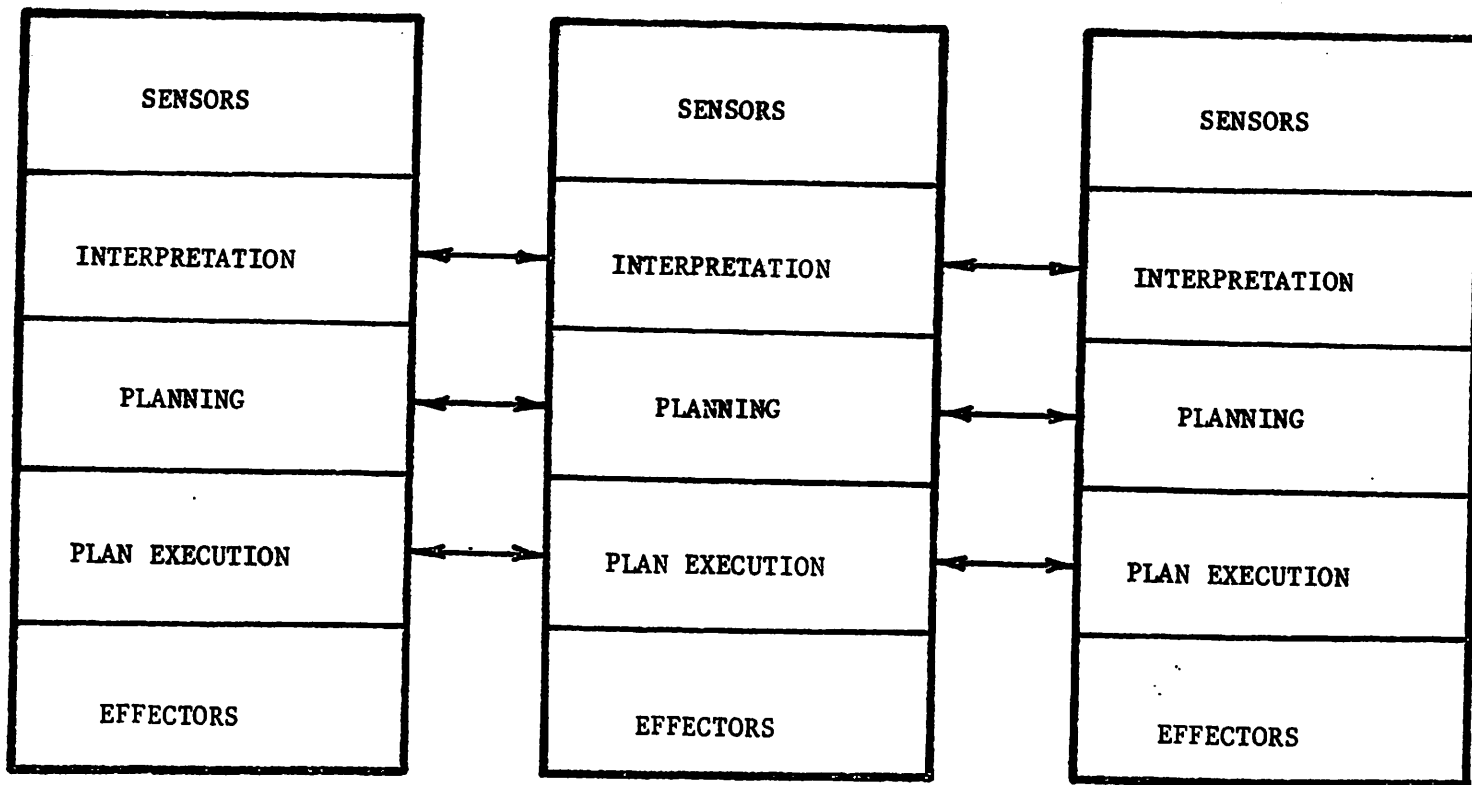 SENSORS
INTERPRETATION
PLANNING
PLAN EXECUTION
EFFECTORS
SENSORS
INTERPRETATION
PLANNING
PLAN EXECUTION
EFFECTORS
SENSORS
INTERPRETATION
PLANNING
PLAN EXECUTION
EFFECTORS